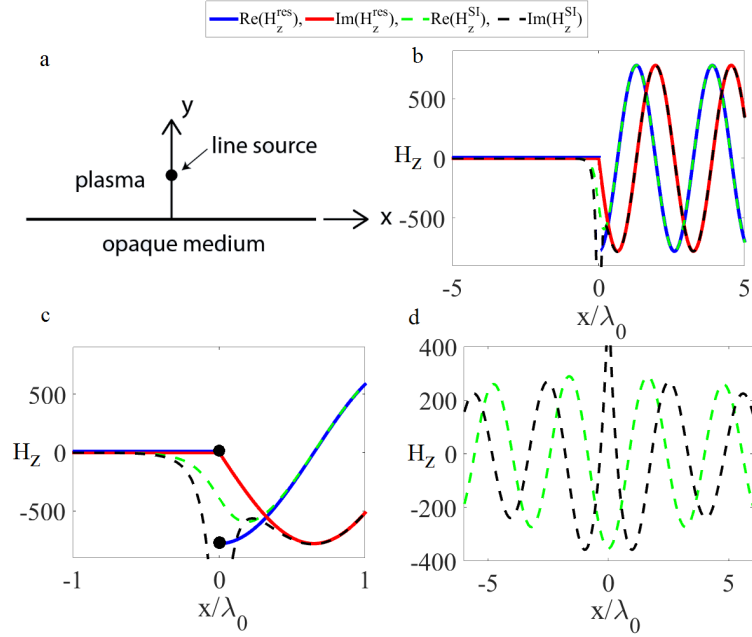 Re(H_z^res), Im(H_z^res), Re(H_z^SI), Im(H_z^SI)
a
y
line source
plasma
x
opaque medium
b
500
0
H_z
-500
-5 0 5
x/λ_0
c
500
0
H_z
-500
-1 0 1
x/λ_0
d
400
200
0
H_z
-200
-400
-5 0 5
x/λ_0